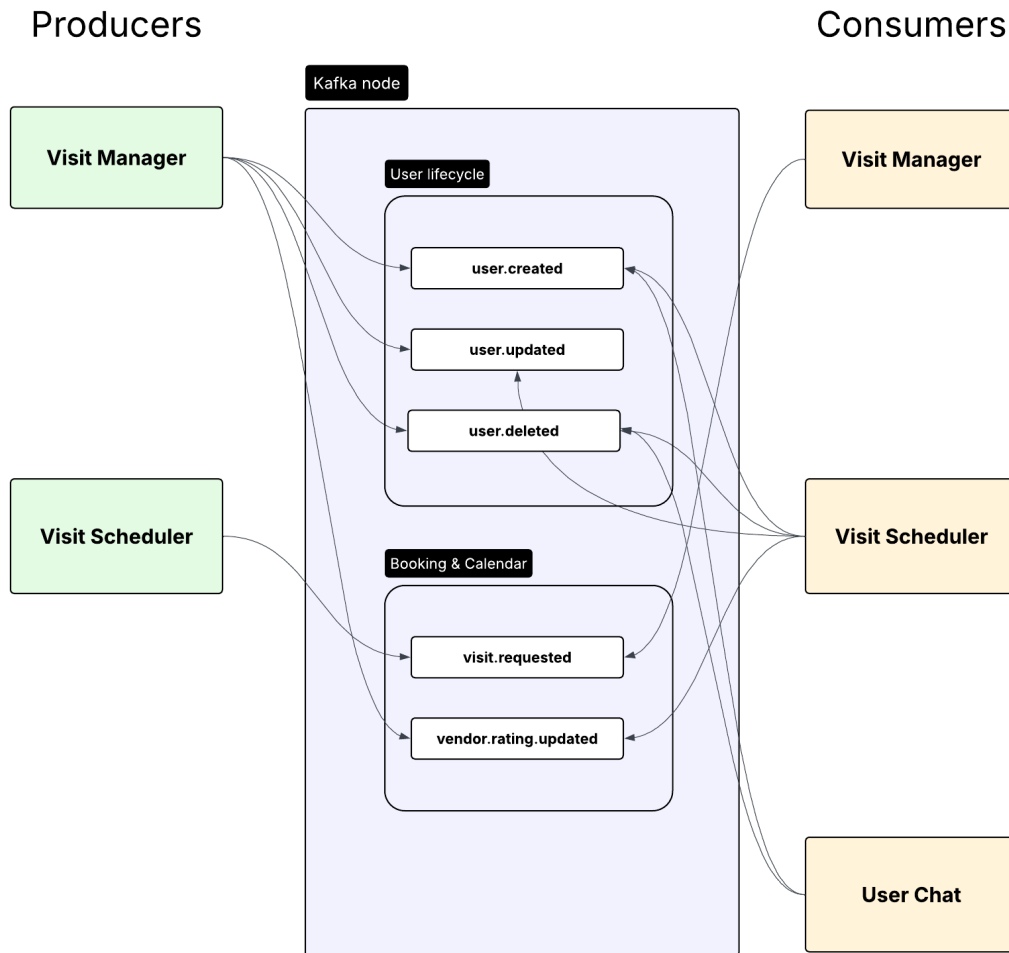 Producers
Consumers
Kafka node
Visit Manager
Visit Manager
User lifecycle
user.created
user.updated
user.deleted
Visit Scheduler
Visit Scheduler
Booking & Calendar
visit.requested
vendor.rating.updated
User Chat